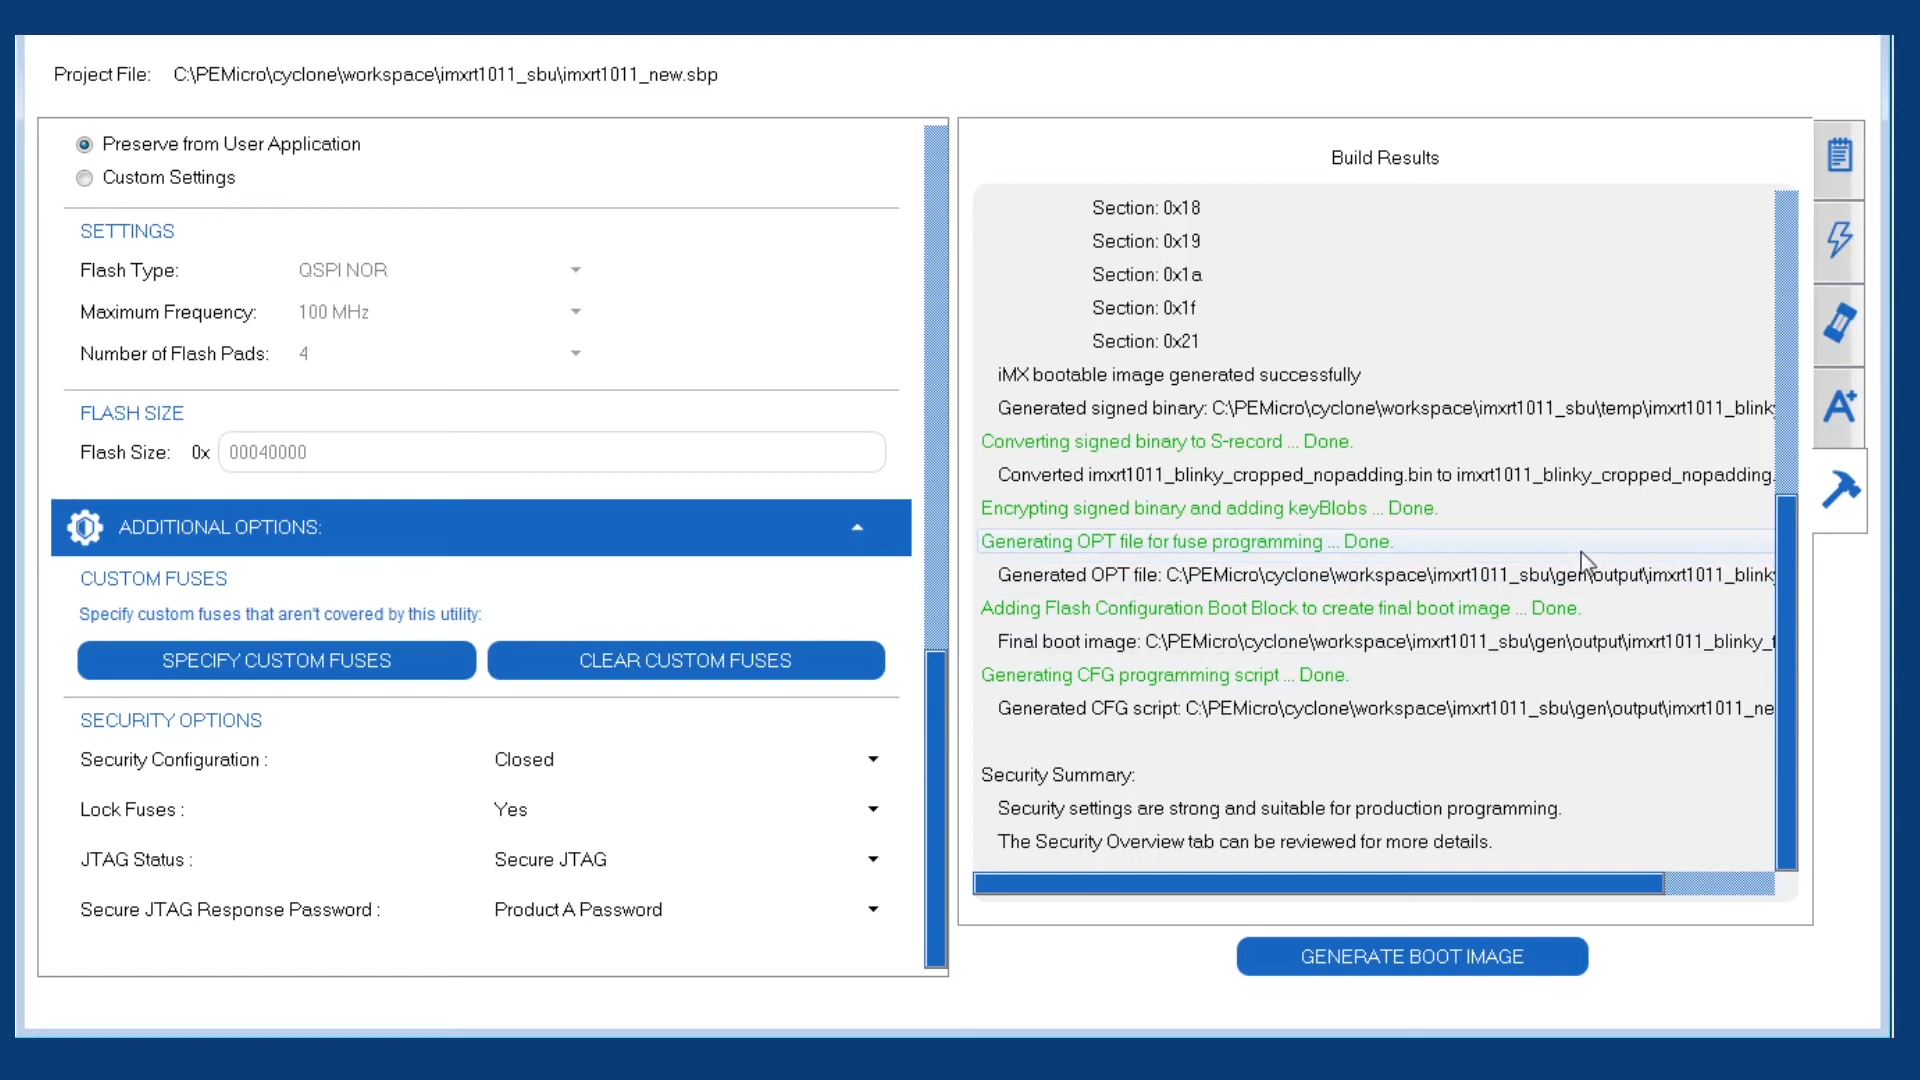 Project File: C:\PEMicro\cyclone\workspace\imxrt1011_sbu\imxrt1011_new.sbp
Preserve from User Application
Custom Settings
SETTINGS
Flash Type: QSPI NOR
Maximum Frequency: 100 MHz
Number of Flash Pads: 4
FLASH SIZE
Flash Size: 0x 00040000
ADDITIONAL OPTIONS:
CUSTOM FUSES
Specify custom fuses that aren't covered by this utility:
SPECIFY CUSTOM FUSES CLEAR CUSTOM FUSES
SECURITY OPTIONS
Security Configuration : Closed
Lock Fuses : Yes
JTAG Status : Secure JTAG
Secure JTAG Response Password : Product A Password
Build Results
Section: 0x18
Section: 0x19
Section: 0x1a
Section: 0x1f
Section: 0x21
iMX bootable image generated successfully
Generated signed binary: C:\PEMicro\cyclone\workspace\imxrt1011_sbu\temp\imxrt1011_blink
Converting signed binary to S-record ... Done.
Converted imxrt1011_blinky_cropped_nopadding.bin to imxrt1011_blinky_cropped_nopadding.
Encrypting signed binary and adding keyBlobs ... Done.
Generating OPT file for fuse programming ... Done.
Generated OPT file: C:\PEMicro\cyclone\workspace\imxrt1011_sbu\gen\output\imxrt1011_blink
Adding Flash Configuration Boot Block to create final boot image ... Done.
Final boot image: C:\PEMicro\cyclone\workspace\imxrt1011_sbu\gen\output\imxrt1011_blinky_
Generating CFG programming script ... Done.
Generated CFG script: C:\PEMicro\cyclone\workspace\imxrt1011_sbu\gen\output\imxrt1011_ne
Security Summary:
Security settings are strong and suitable for production programming.
The Security Overview tab can be reviewed for more details.
GENERATE BOOT IMAGE